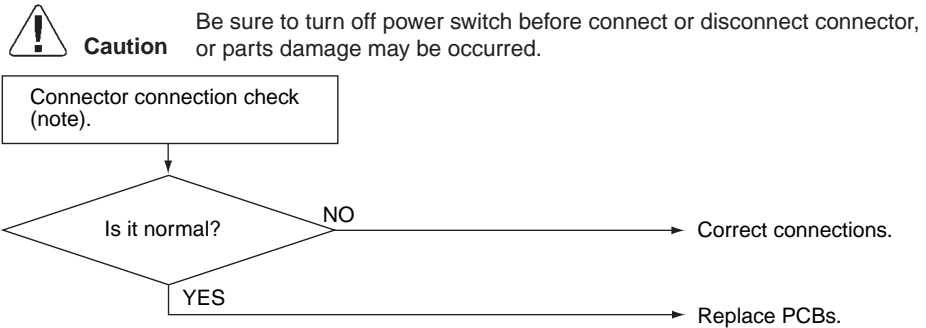 Be sure to turn off power switch before connect or disconnect connector,
Caution or parts damage may be occurred.
Connector connection check
(note).
Is it normal?
NO
Correct connections.
YES
Replace PCBs.